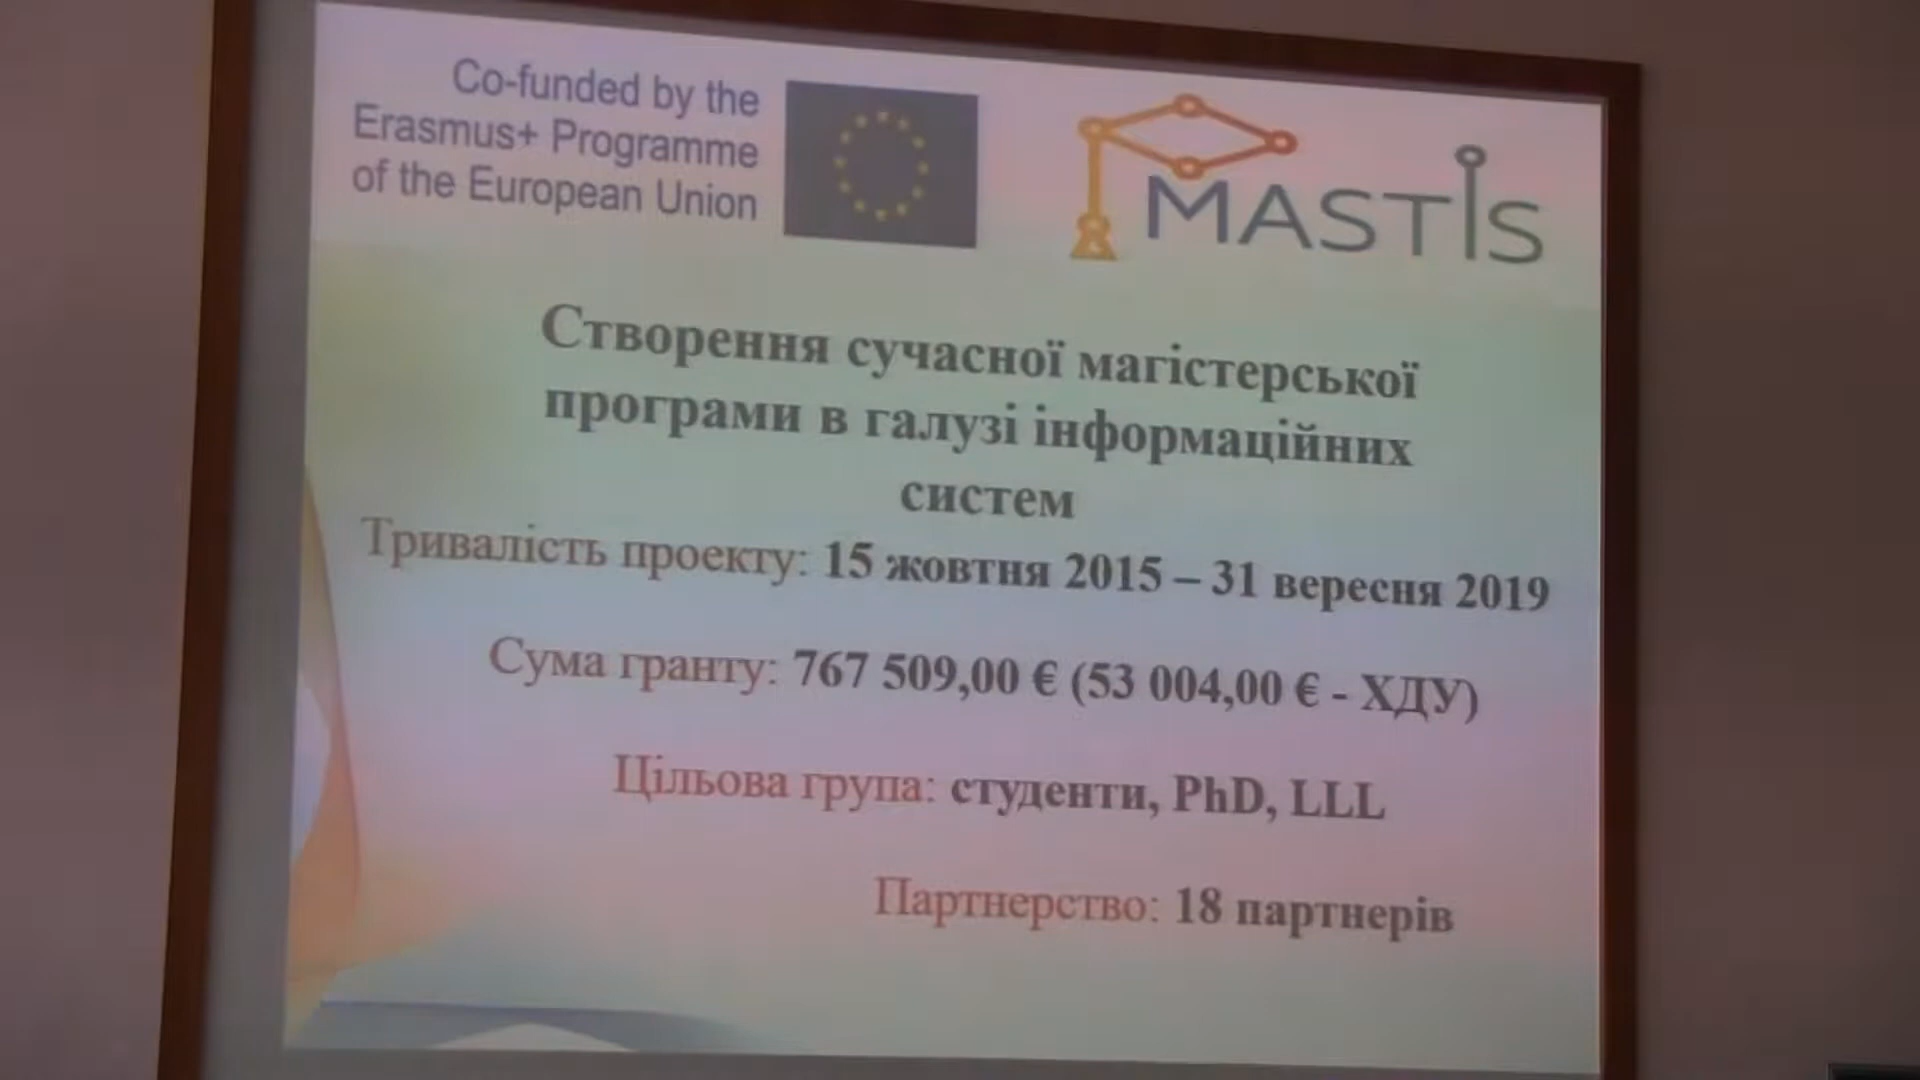 Co-funded by the
Erasmus+ Programme
of the European Union
MASTIS
Створення сучасної магістерської
програми в галузі інформаційних
систем
Тривалість проекту: 15 жовтня 2015 – 31 вересня 2019
Сума гранту: 767 509,00 € (53 004,00 € - ХДУ)
Цільова група: студенти, PhD, LLL
Партнерство: 18 партнерів